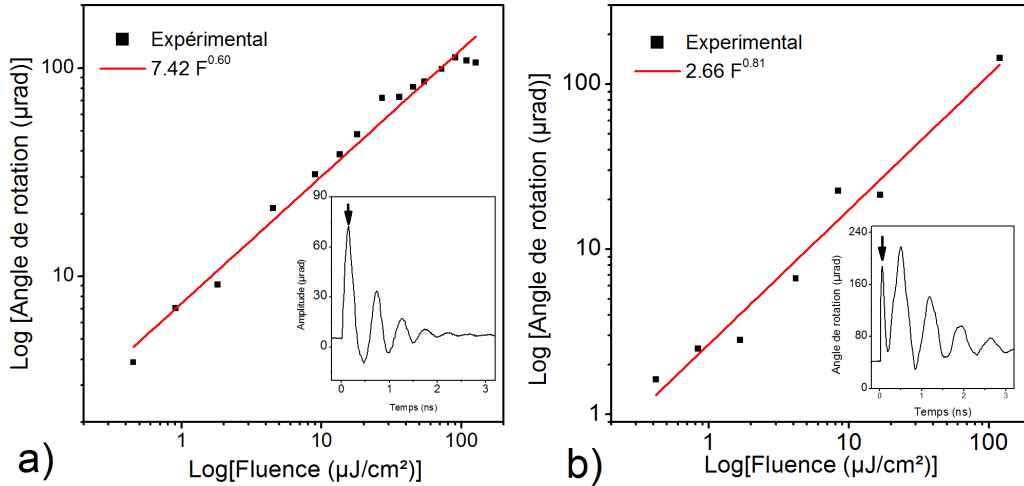 Log [Angle de rotation (µrad)]
100
10
Expérimental
7.42 F^0.60
Amplitude (µrad)
90
60
30
0
0 1 2 3
Temps (ns)
1 10 100
Log[Fluence (µJ/cm²)]
a)
Log [Angle de rotation (µrad)]
100
10
1
Experimental
2.66 F^0.81
Angle de rotation (µrad)
240
160
80
0
0 1 2 3
Temps (ns)
1 10 100
Log[Fluence (µJ/cm²)]
b)